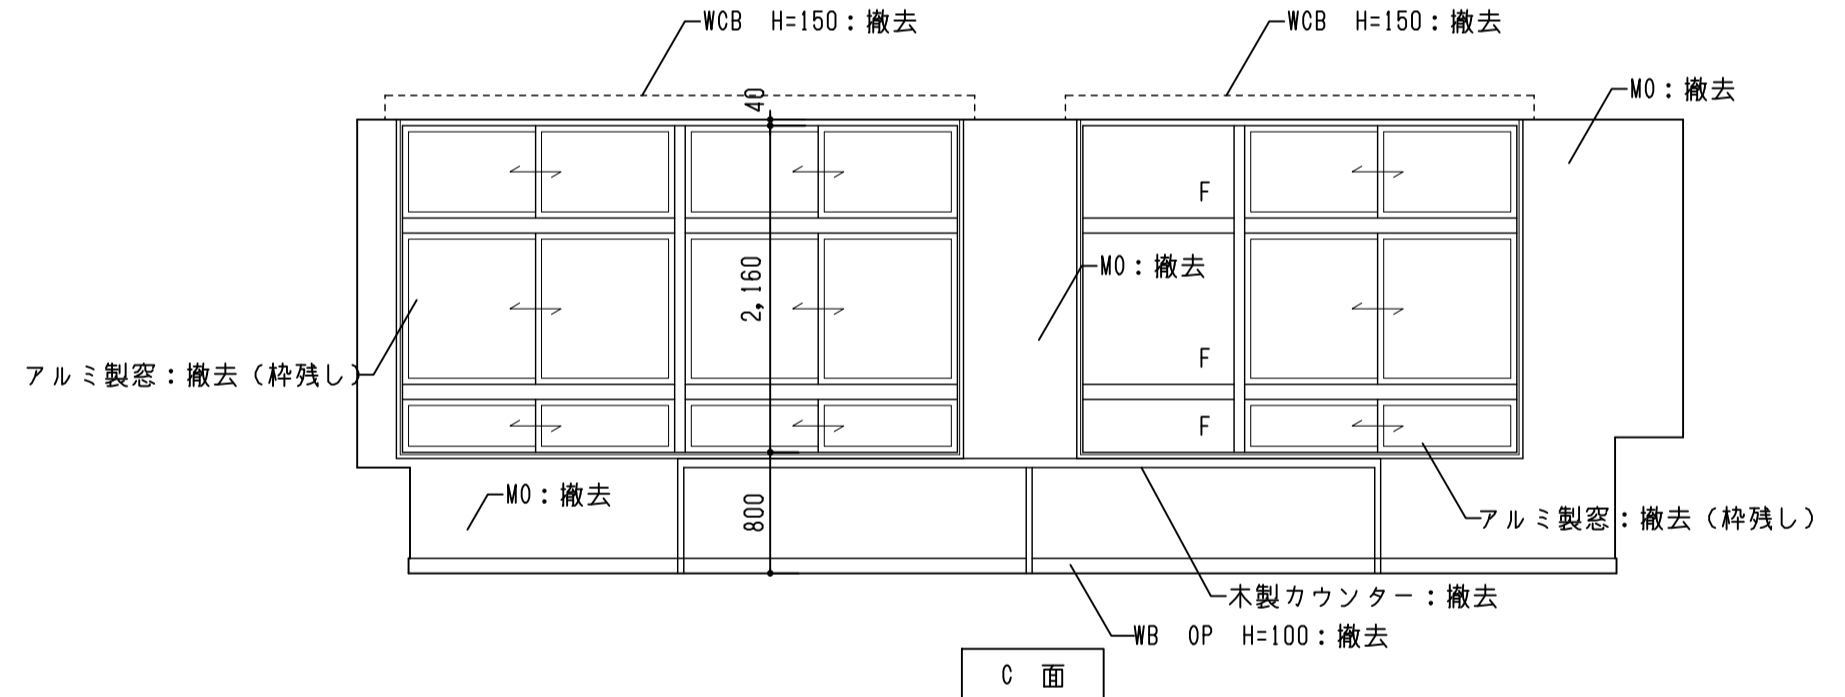 WCB H=150：撤去
WCB H=150：撤去
MO：撤去
40
F
2,160
MO：撤去
F
アルミ製窓：撤去（枠残し）
F
MO：撤去
800
アルミ製窓：撤去（枠残し）
木製カウンター：撤去
WB OP H=100：撤去
C 面